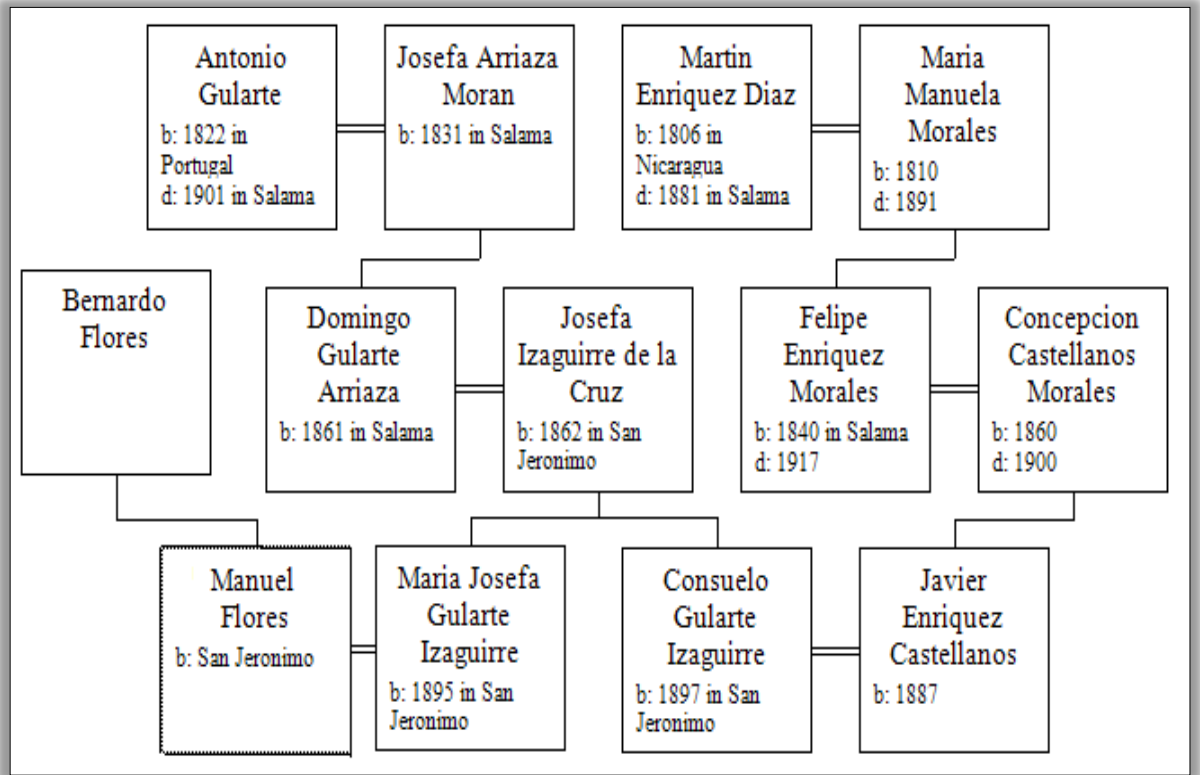 Antonio
Gularte
b: 1822 in
Portugal
d: 1901 in Salama
Josefa Arriaza
Moran
b: 1831 in Salama
Martin
Enriquez Diaz
b: 1806 in
Nicaragua
d: 1881 in Salama
Maria
Manuela
Morales
b: 1810
d: 1891
Bernardo
Flores
Domingo
Gularte
Arriaza
b: 1861 in Salama
Josefa
Izaguirre de la
Cruz
b: 1862 in San
Jeronimo
Felipe
Enriquez
Morales
b: 1840 in Salama
d: 1917
Concepcion
Castellanos
Morales
b: 1860
d: 1900
Manuel
Flores
b: San Jeronimo
Maria Josefa
Gularte
Izaguirre
b: 1895 in San
Jeronimo
Consuelo
Gularte
Izaguirre
b: 1897 in San
Jeronimo
Javier
Enriquez
Castellanos
b: 1887